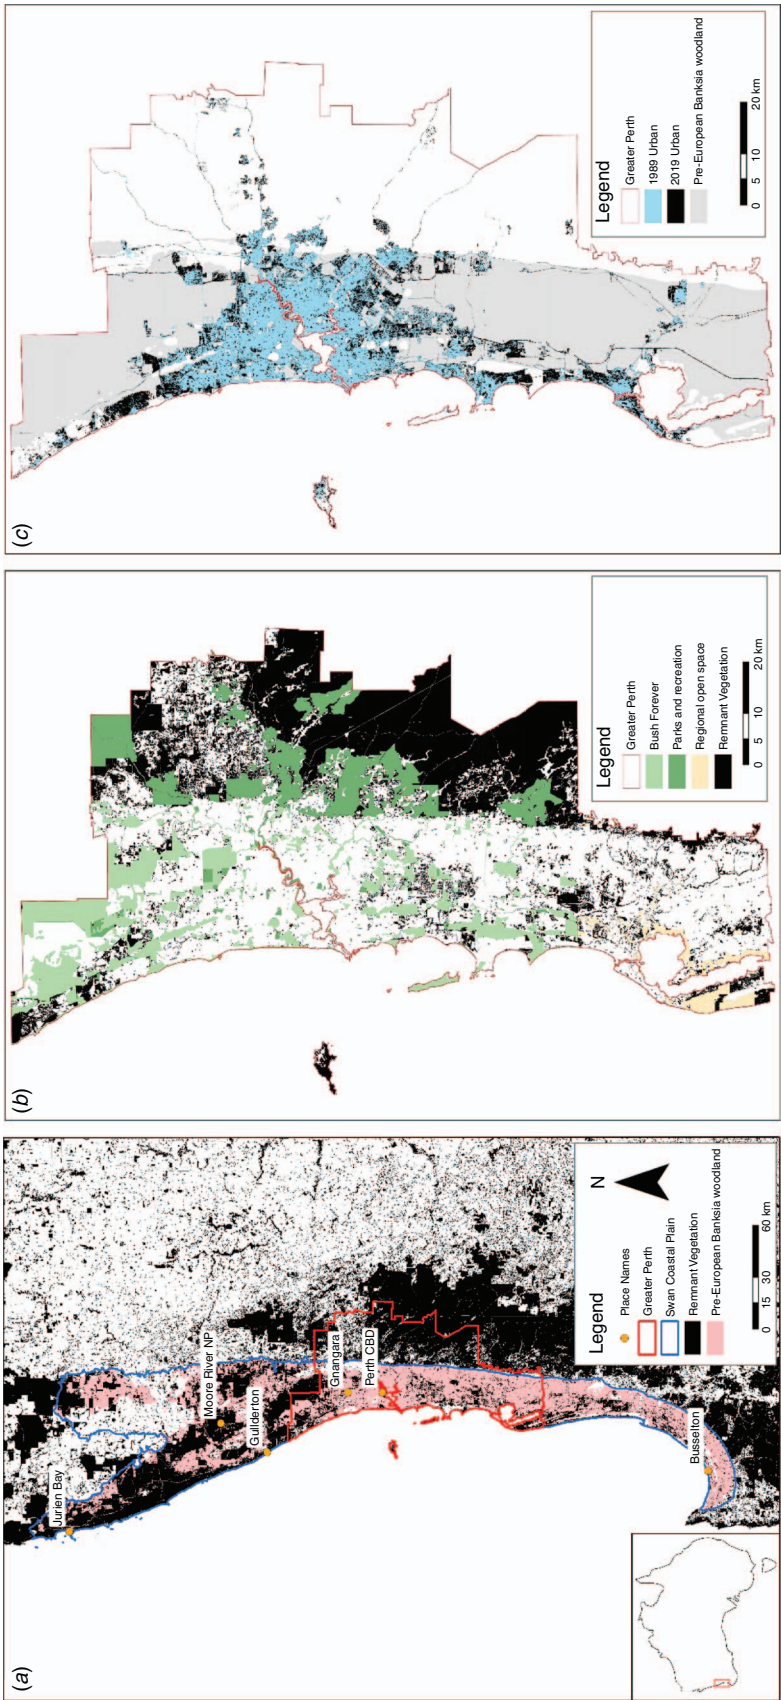 (a)
Jurien Bay
Moore River NP
Guilderton
Gnangara
Perth CBD
Busselton
N
Legend
Place Names
Greater Perth
Swan Coastal Plain
Remnant Vegetation
Pre-European Banksia woodland
0 15 30 60 km
(b)
Legend
Greater Perth
Bush Forever
Parks and recreation
Regional open space
Remnant Vegetation
0 5 10 20 km
(c)
Legend
Greater Perth
1989 Urban
2019 Urban
Pre-European Banksia woodland
0 5 10 20 km